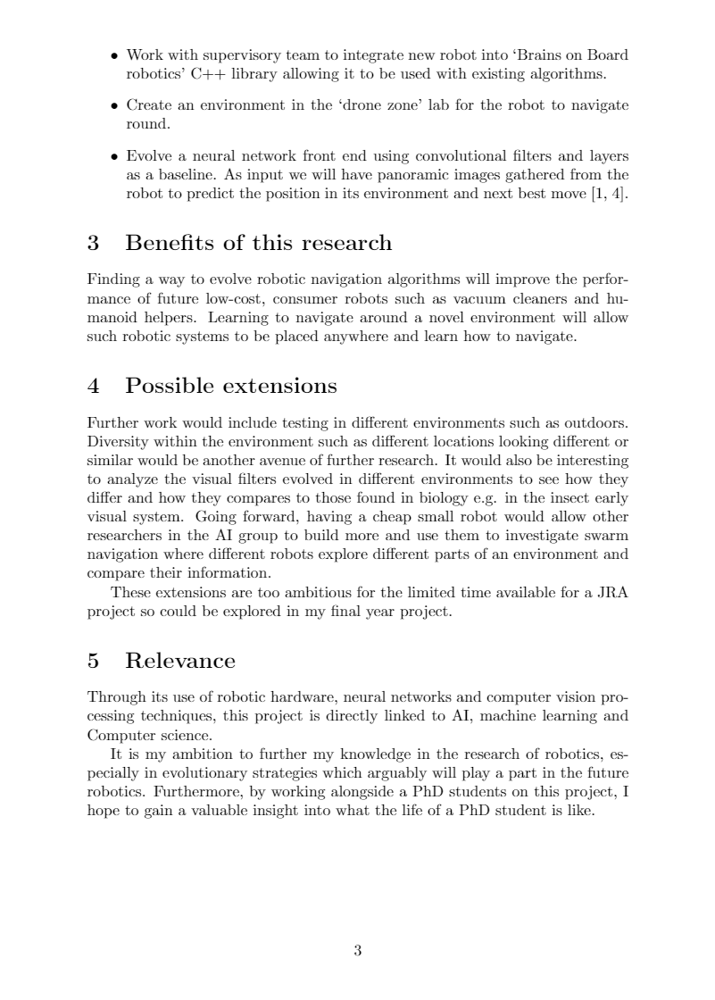 • Work with supervisory team to integrate new robot into ‘Brains on Board
robotics’ C++ library allowing it to be used with existing algorithms.
• Create an environment in the ‘drone zone’ lab for the robot to navigate
round.
• Evolve a neural network front end using convolutional filters and layers
as a baseline. As input we will have panoramic images gathered from the
robot to predict the position in its environment and next best move [1, 4].
3 Benefits of this research
Finding a way to evolve robotic navigation algorithms will improve the perfor-
mance of future low-cost, consumer robots such as vacuum cleaners and hu-
manoid helpers. Learning to navigate around a novel environment will allow
such robotic systems to be placed anywhere and learn how to navigate.
4 Possible extensions
Further work would include testing in different environments such as outdoors.
Diversity within the environment such as different locations looking different or
similar would be another avenue of further research. It would also be interesting
to analyze the visual filters evolved in different environments to see how they
differ and how they compares to those found in biology e.g. in the insect early
visual system. Going forward, having a cheap small robot would allow other
researchers in the AI group to build more and use them to investigate swarm
navigation where different robots explore different parts of an environment and
compare their information.
These extensions are too ambitious for the limited time available for a JRA
project so could be explored in my final year project.
5 Relevance
Through its use of robotic hardware, neural networks and computer vision pro-
cessing techniques, this project is directly linked to AI, machine learning and
Computer science.
It is my ambition to further my knowledge in the research of robotics, es-
pecially in evolutionary strategies which arguably will play a part in the future
robotics. Furthermore, by working alongside a PhD students on this project, I
hope to gain a valuable insight into what the life of a PhD student is like.
3